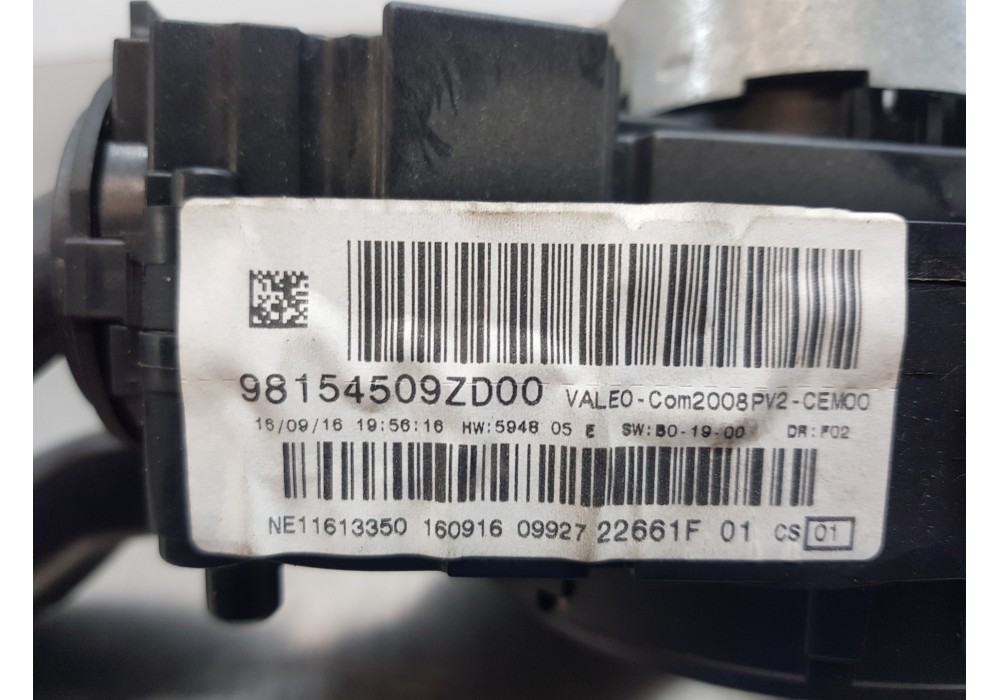 98154509ZD00 VALEO-Com2008PV2-CEM00
16/09/16 19:56:16 HW:5948 05 E SW:50-19-00 DR:F02
NE11613350 160916 09927 22661F 01 CS 01